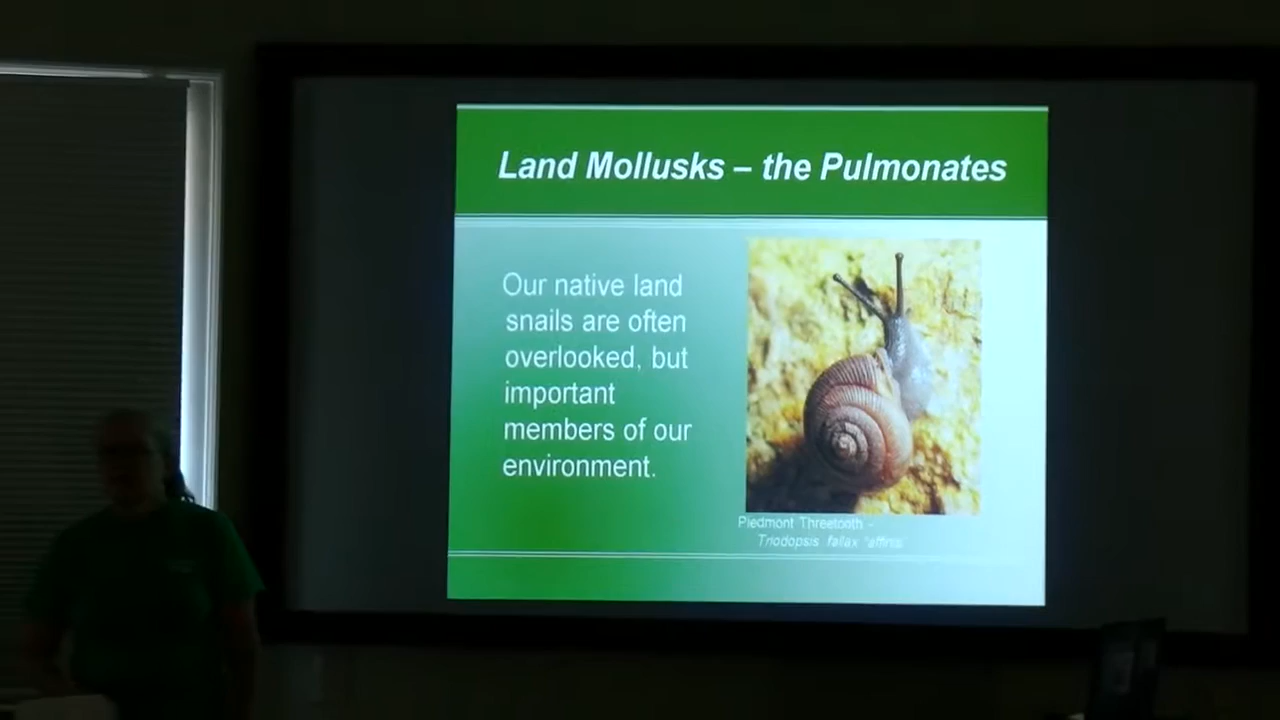 Land Mollusks – the Pulmonates
Our native land
snails are often
overlooked, but
important
members of our
environment.
Piedmont Threetooth -
Triodopsis fallax "affinis"